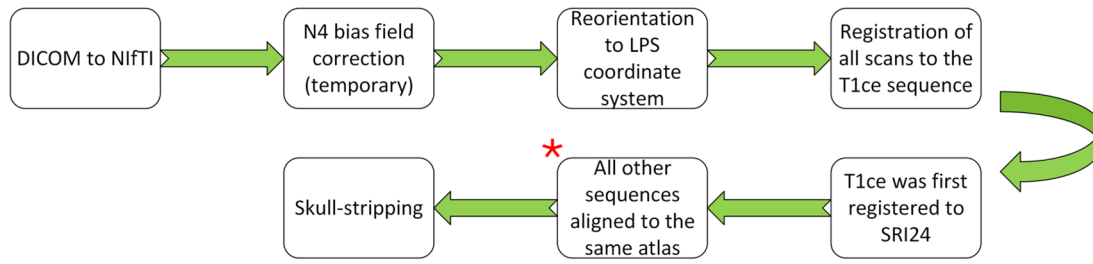 DICOM to NIfTI
N4 bias field
correction
(temporary)
Reorientation
to LPS
coordinate
system
Registration of
all scans to the
T1ce sequence
T1ce was first
registered to
SRI24
*
All other
sequences
aligned to the
same atlas
Skull-stripping